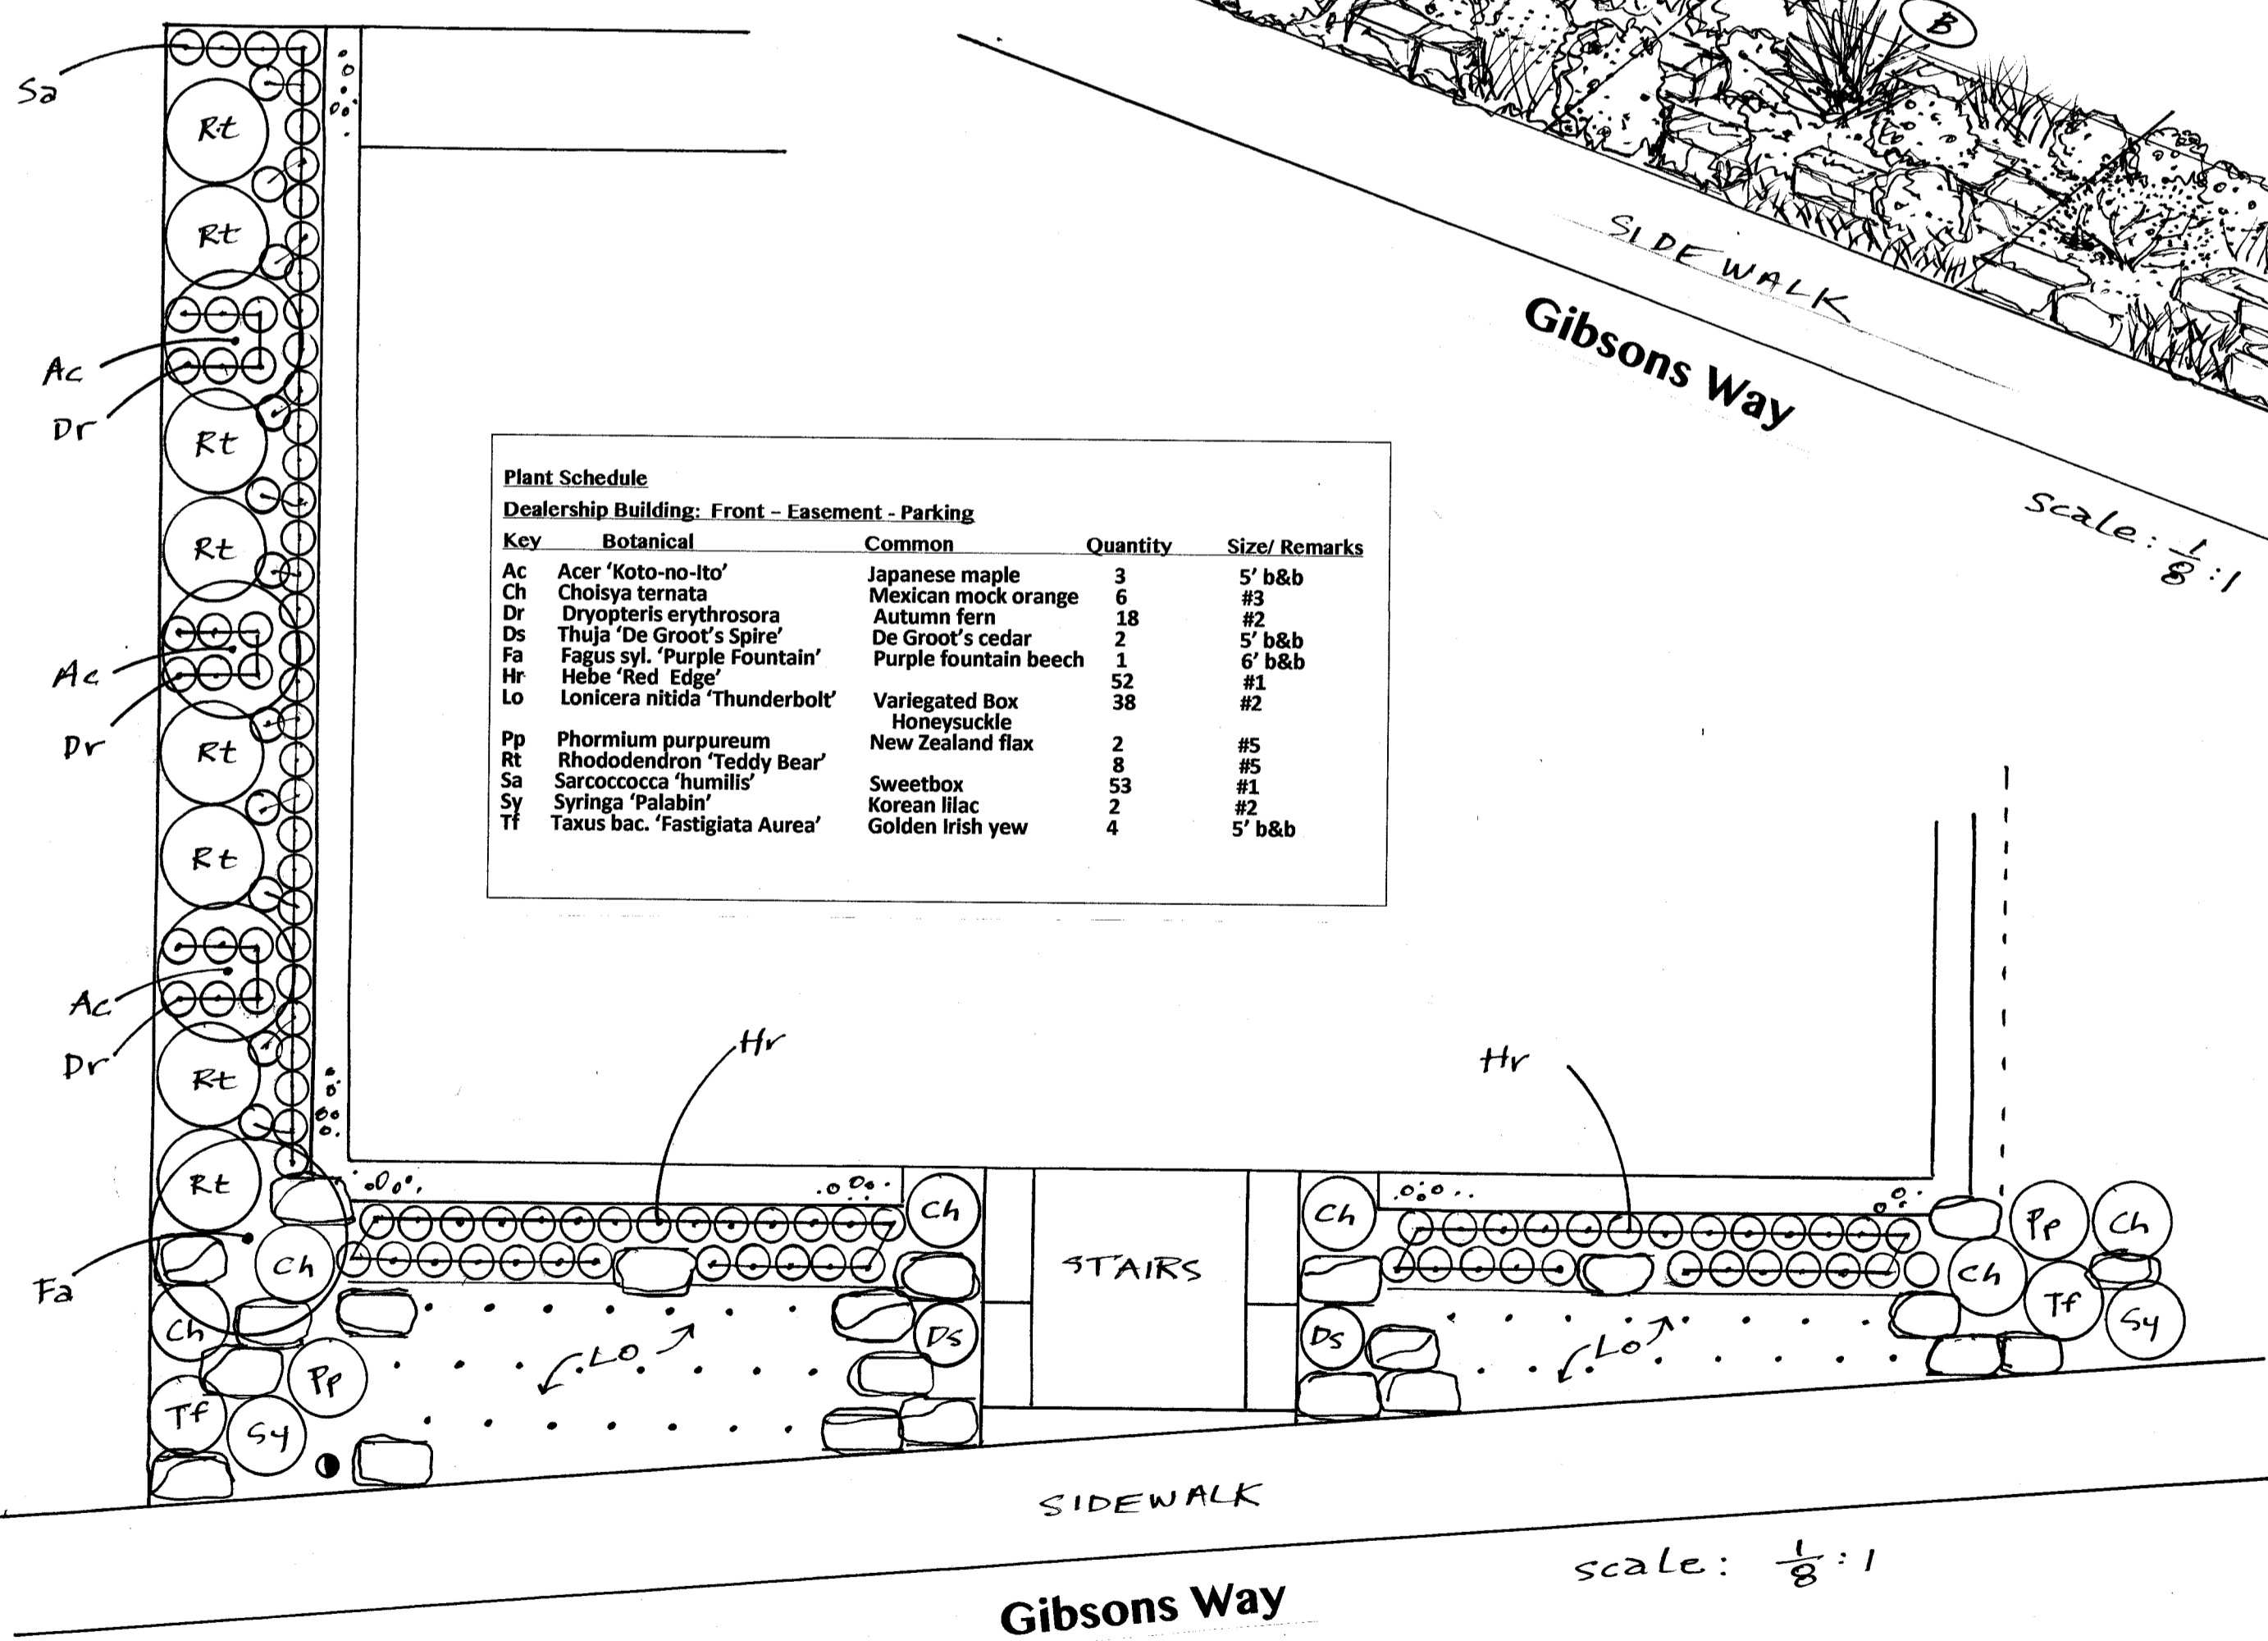 B
SIDEWALK
Gibsons Way
Scale: 1/8 :1
Sa
Rt
Rt
Ac
Dr
Rt
Rt
Ac
Dr
Rt
Rt
Ac
Dr
Rt
Rt
Fa
Plant Schedule
Dealership Building: Front – Easement - Parking
Key Botanical Common Quantity Size/ Remarks
Ac Acer ‘Koto-no-Ito’ Japanese maple 3 5’ b&b
Ch Choisya ternata Mexican mock orange 6 #3
Dr Dryopteris erythrosora Autumn fern 18 #2
Ds Thuja ‘De Groot’s Spire’ De Groot’s cedar 2 5’ b&b
Fa Fagus syl. ‘Purple Fountain’ Purple fountain beech 1 6’ b&b
Hr Hebe ‘Red Edge’ 52 #1
Lo Lonicera nitida ‘Thunderbolt’ Variegated Box 38 #2
Honeysuckle
Pp Phormium purpureum New Zealand flax 2 #5
Rt Rhododendron ‘Teddy Bear’ 8 #5
Sa Sarcoccocca ‘humilis’ Sweetbox 53 #1
Sy Syringa ‘Palabin’ Korean lilac 2 #2
Tf Taxus bac. ‘Fastigiata Aurea’ Golden Irish yew 4 5’ b&b
Hr
Hr
Ch
Ch
Pp
Ch
Ch
STAIRS
Ch
Ch
Ds
Ds
Tf
Sy
Lo
Lo
Pp
Tf
Sy
SIDEWALK
scale: 1/8 :1
Gibsons Way